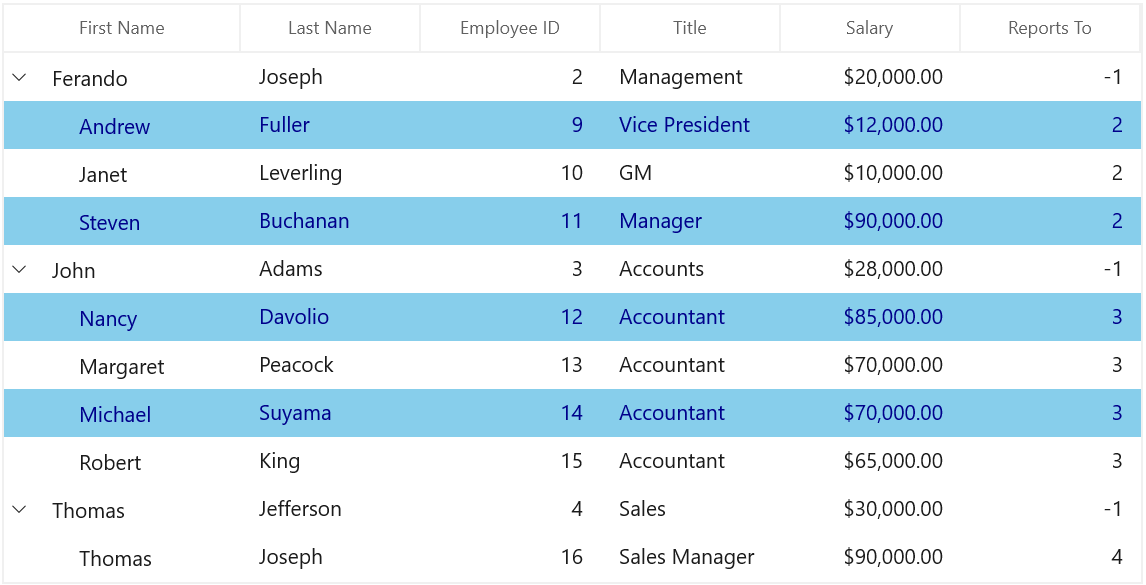 First Name Last Name Employee ID Title Salary Reports To
Ferando Joseph 2 Management $20,000.00 -1
Andrew Fuller 9 Vice President $12,000.00 2
Janet Leverling 10 GM $10,000.00 2
Steven Buchanan 11 Manager $90,000.00 2
John Adams 3 Accounts $28,000.00 -1
Nancy Davolio 12 Accountant $85,000.00 3
Margaret Peacock 13 Accountant $70,000.00 3
Michael Suyama 14 Accountant $70,000.00 3
Robert King 15 Accountant $65,000.00 3
Thomas Jefferson 4 Sales $30,000.00 -1
Thomas Joseph 16 Sales Manager $90,000.00 4